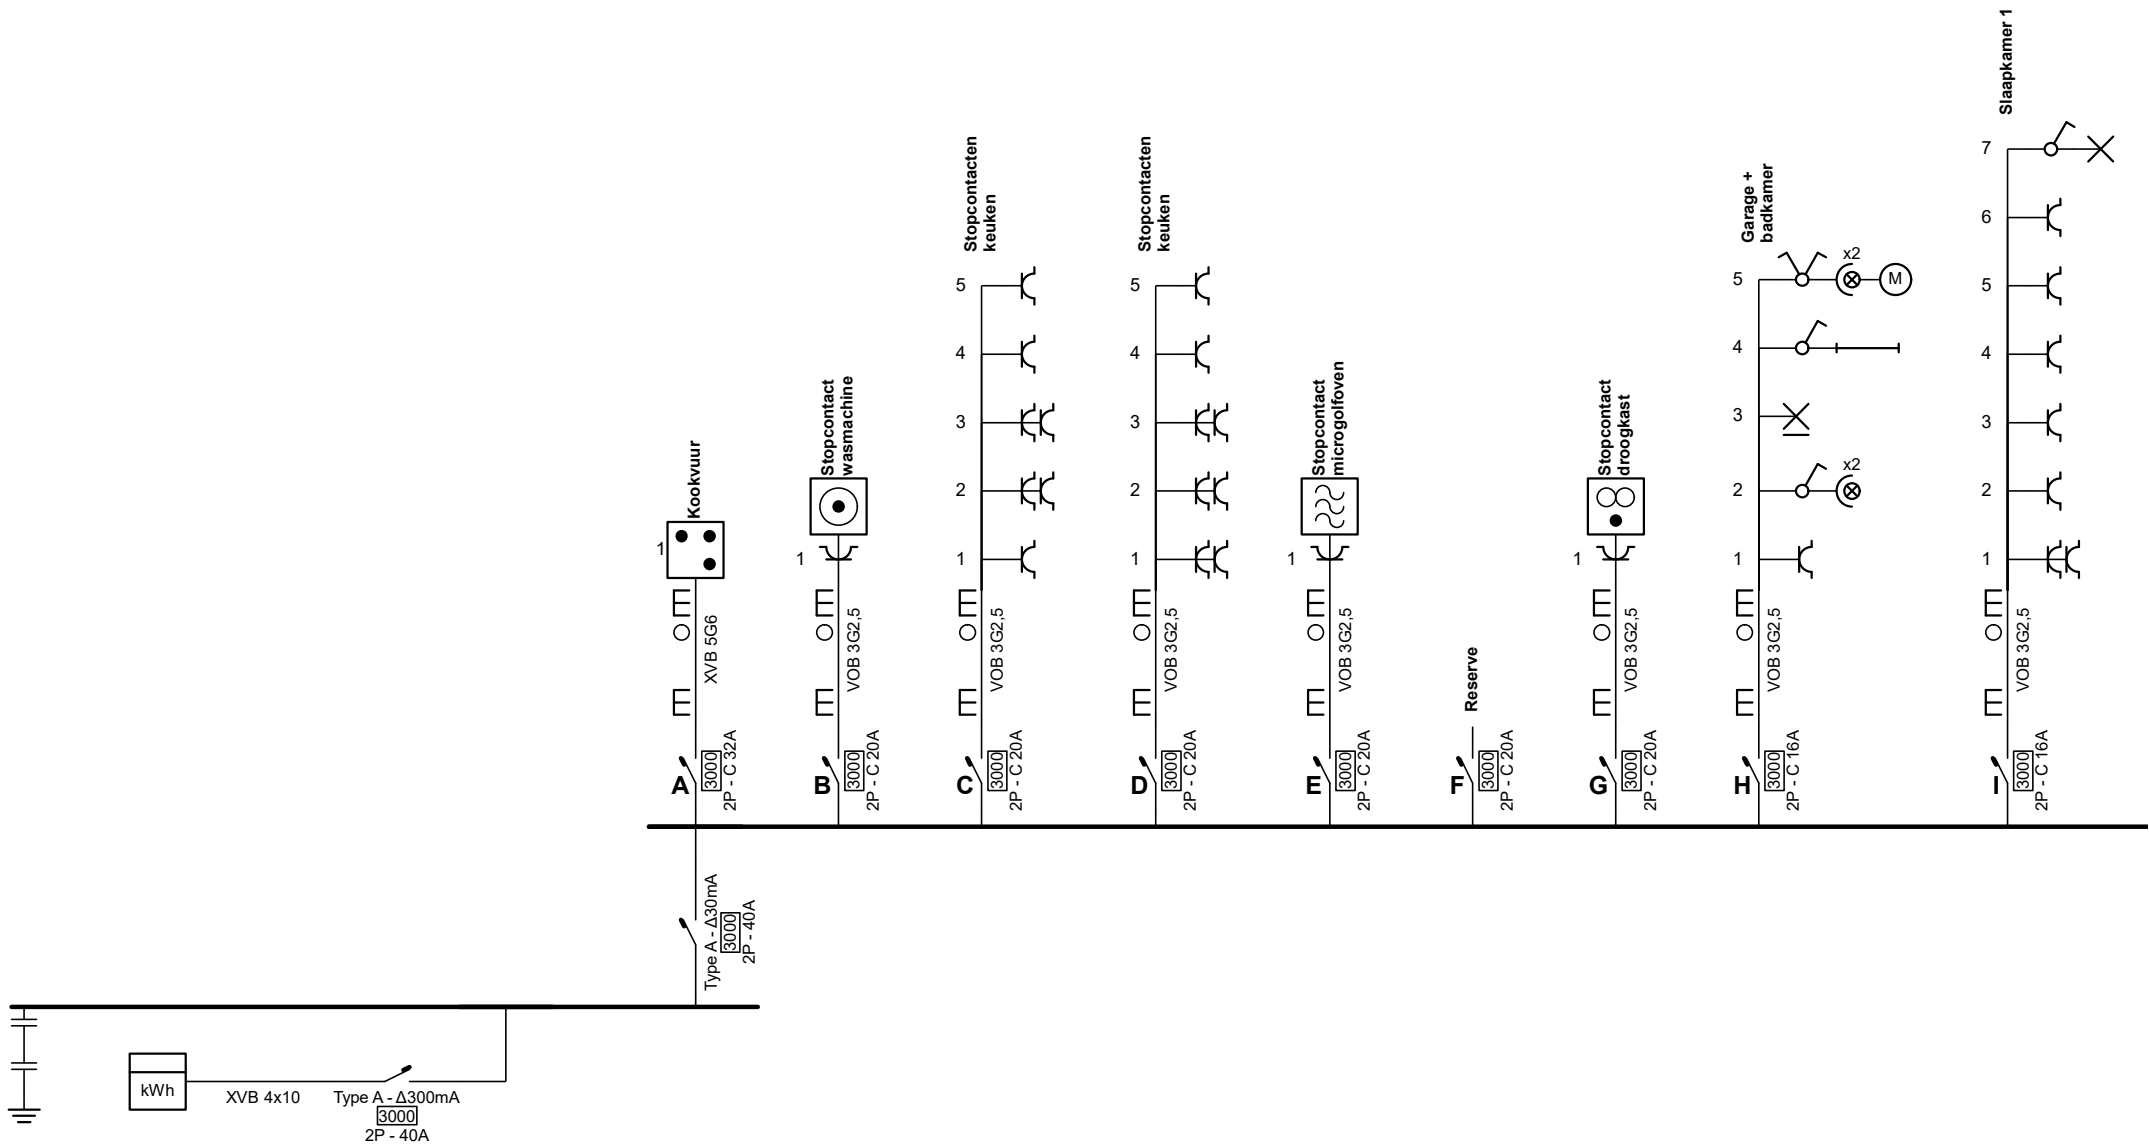 Slaapkamer 1
7
6
5
4
3
2
1
Stopcontacten
keuken
5
4
3
2
1
Stopcontacten
keuken
5
4
3
2
1
Garage +
badkamer
5
x2
M
4
3
2
x2
1
Kookvuur
1
Stopcontact
wasmachine
1
Stopcontact
microgolfoven
1
Stopcontact
droogkast
1
Reserve
XVB 5G6
VOB 3G2,5
VOB 3G2,5
VOB 3G2,5
VOB 3G2,5
VOB 3G2,5
VOB 3G2,5
VOB 3G2,5
A
3000
2P - C 32A
B
3000
2P - C 20A
C
3000
2P - C 20A
D
3000
2P - C 20A
E
3000
2P - C 20A
F
3000
2P - C 20A
G
3000
2P - C 20A
H
3000
2P - C 16A
I
3000
2P - C 16A
Type A - Δ30mA
3000
2P - 40A
kWh
XVB 4x10
Type A - Δ300mA
3000
2P - 40A